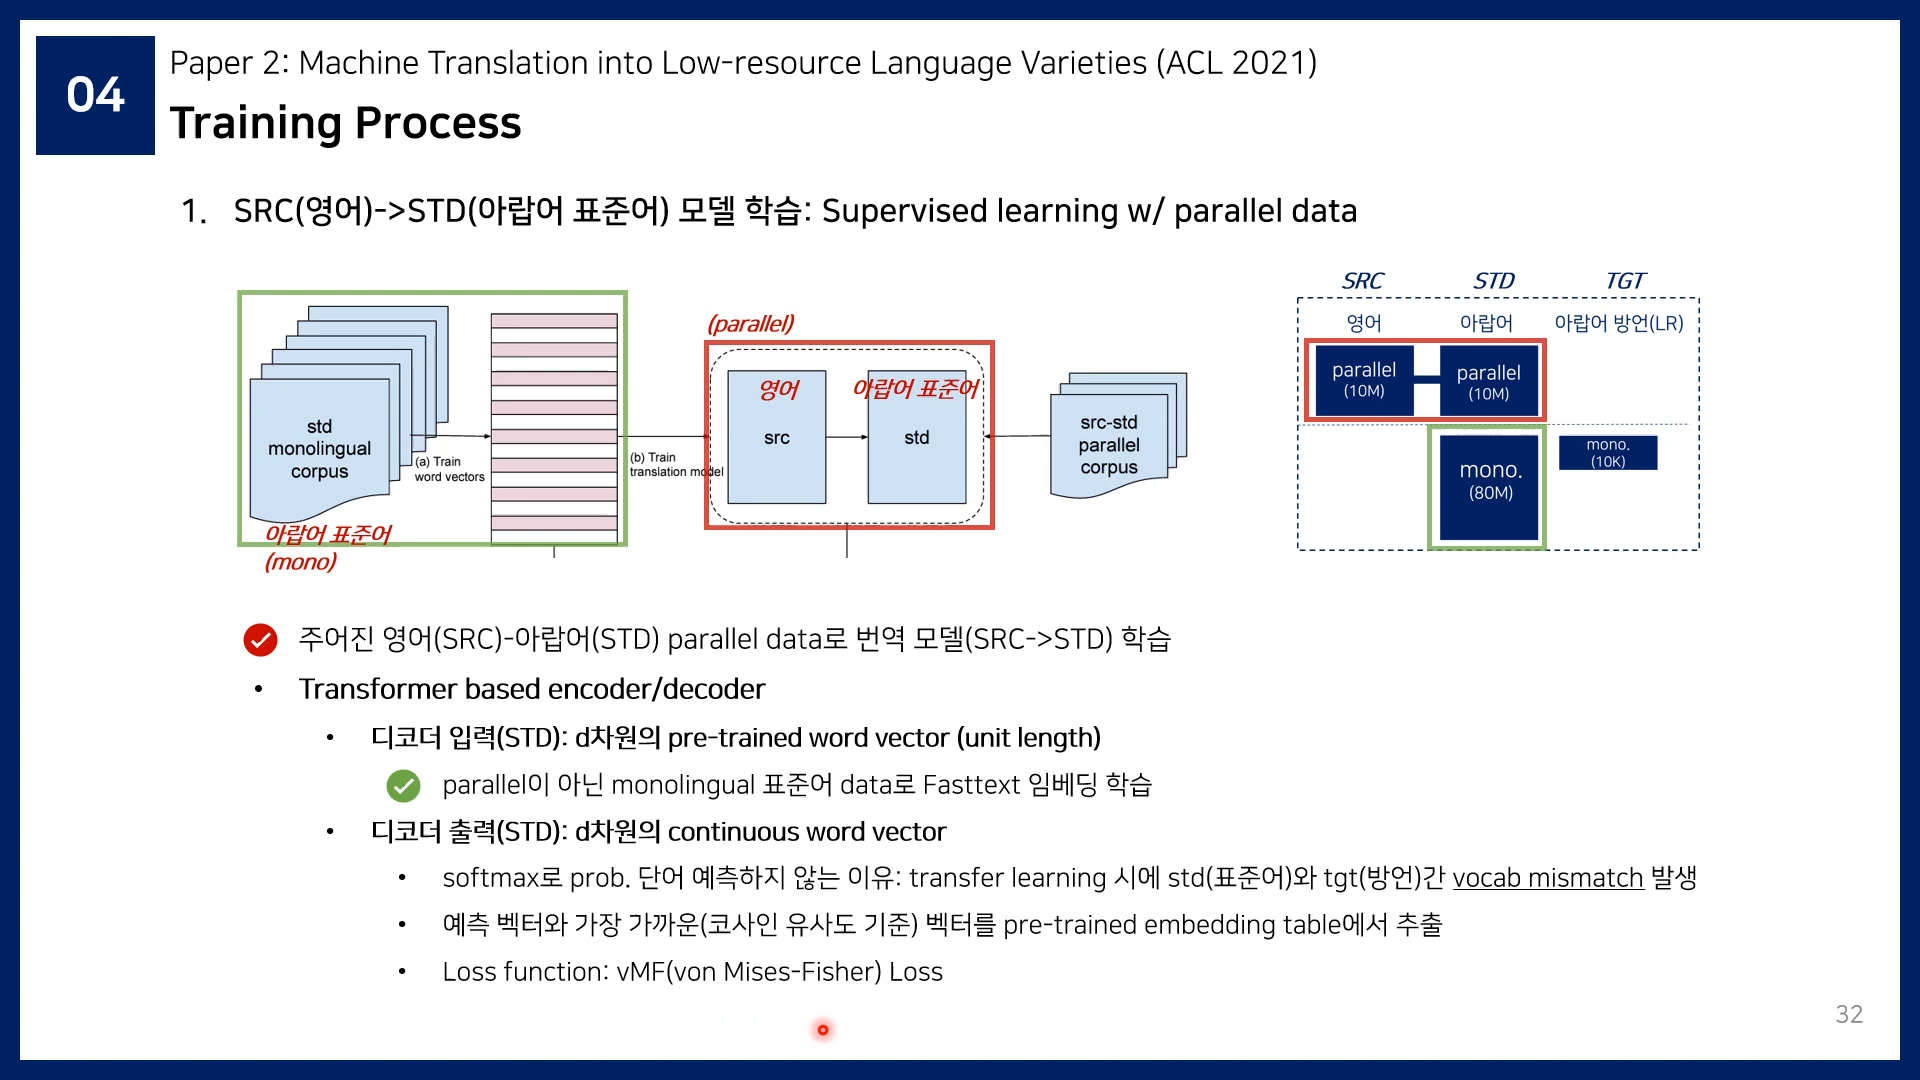 04
Paper 2: Machine Translation into Low-resource Language Varieties (ACL 2021)
Training Process
1. SRC(영어)->STD(아랍어 표준어) 모델 학습: Supervised learning w/ parallel data
std
monolingual
corpus
(a) Train
word vectors
아랍어 표준어
(mono)
(b) Train
translation model
(parallel)
영어
src
아랍어 표준어
std
src-std
parallel
corpus
SRC STD TGT
영어 아랍어 아랍어 방언(LR)
parallel
(10M)
parallel
(10M)
mono.
(80M)
mono.
(10K)
주어진 영어(SRC)-아랍어(STD) parallel data로 번역 모델(SRC->STD) 학습
• Transformer based encoder/decoder
• 디코더 입력(STD): d차원의 pre-trained word vector (unit length)
parallel이 아닌 monolingual 표준어 data로 Fasttext 임베딩 학습
• 디코더 출력(STD): d차원의 continuous word vector
• softmax로 prob. 단어 예측하지 않는 이유: transfer learning 시에 std(표준어)와 tgt(방언)간 vocab mismatch 발생
• 예측 벡터와 가장 가까운(코사인 유사도 기준) 벡터를 pre-trained embedding table에서 추출
• Loss function: vMF(von Mises-Fisher) Loss
32